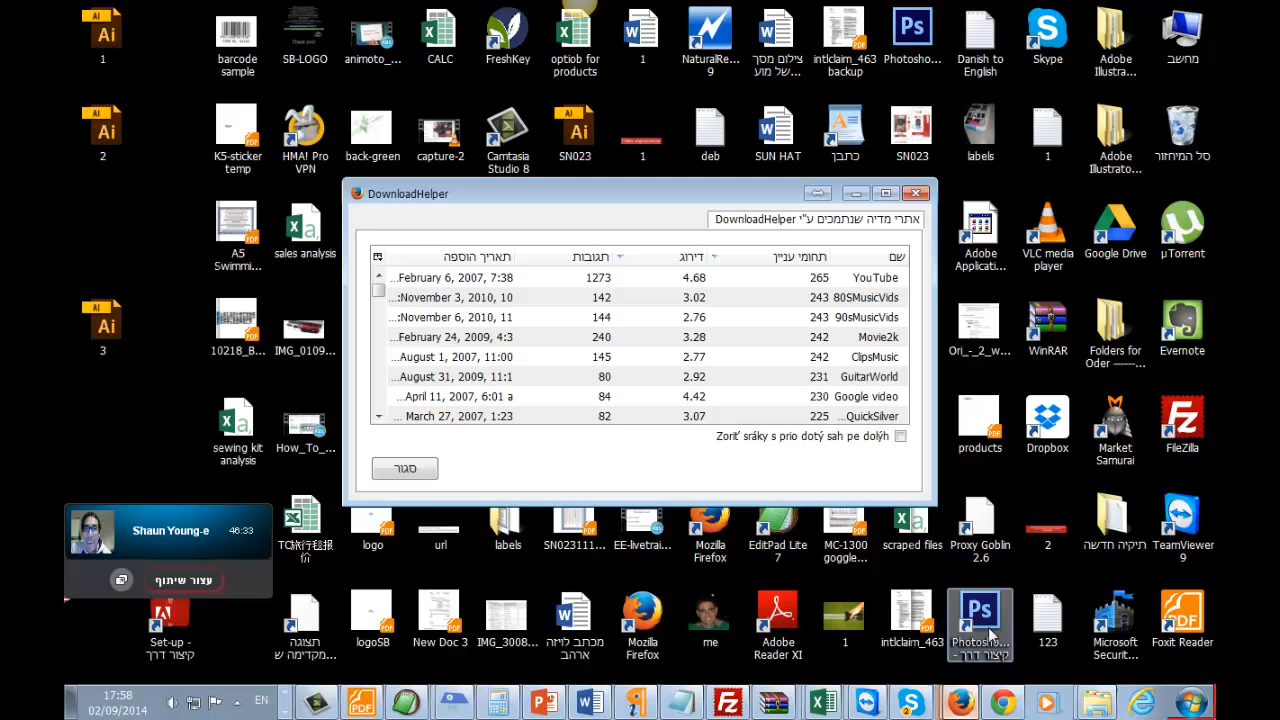 1
barcode
sample
SB-LOGO
animoto_...
CALC
FreshKey
optiob for
products
1
NaturalRe...
9
צילום מסך
של מוע...
intlclaim_463
backup
Photosho...
Danish to
English
Skype
Adobe
Illustra...
מחשב
2
K5-sticker
temp
HMA! Pro
VPN
back-green
capture-2
Camtasia
Studio 8
SN023
1
deb
SUN HAT
כתבן
SN023
labels
1
Adobe
Illustrato...
סל המיחזור
DownloadHelper
אתרי מדיה שנתמכים ע"י DownloadHelper
שם תחומי עניין דירוג תגובות תאריך הוספה
YouTube 265 4.68 1273 February 6, 2007, 7:38...
80SMusicVids 243 3.02 142 November 3, 2010, 10:...
90sMusicVids 243 2.75 144 November 6, 2010, 11:...
Movie2k 242 3.28 240 February 24, 2009, 4:3...
ClipsMusic 242 2.77 145 August 1, 2007, 11:00...
GuitarWorld 231 2.92 80 August 31, 2009, 11:1...
Google video 230 4.42 84 April 11, 2007, 6:01 a...
QuickSilver... 225 3.07 82 March 27, 2007, 1:23 ...
Zoriť sráky s prio dotý sah pe dolýh
סגור
A5
Swimmi...
sales analysis
Adobe
Applicati...
VLC media
player
Google Drive
µTorrent
3
10218_B...
IMG_0109...
Ori_-_2_w...
WinRAR
Folders for
Oder ------...
Evernote
sewing kit
analysis
How_To_...
products
Dropbox
Market
Samurai
FileZilla
Shaun Young-e 46:33
עצור שיתוף
TC旅行毯报
价
logo
url
labels
SN023111...
EE-livetrai...
Mozilla
Firefox
EditPad Lite
7
MC-1300
goggle...
scraped files
Proxy Goblin
2.6
2
תיקיה חדשה
TeamViewer
9
Set-up -
קיצור דרך
תצוגה
מקדימה ש...
logoSB
New Doc 3
IMG_3008...
מכתב לויזה
ארהב
Mozilla
Firefox
me
Adobe
Reader XI
1
intlclaim_463
Photosho...
קיצור דרך -
123
Microsoft
Securit...
Foxit Reader
17:58
02/09/2014
EN